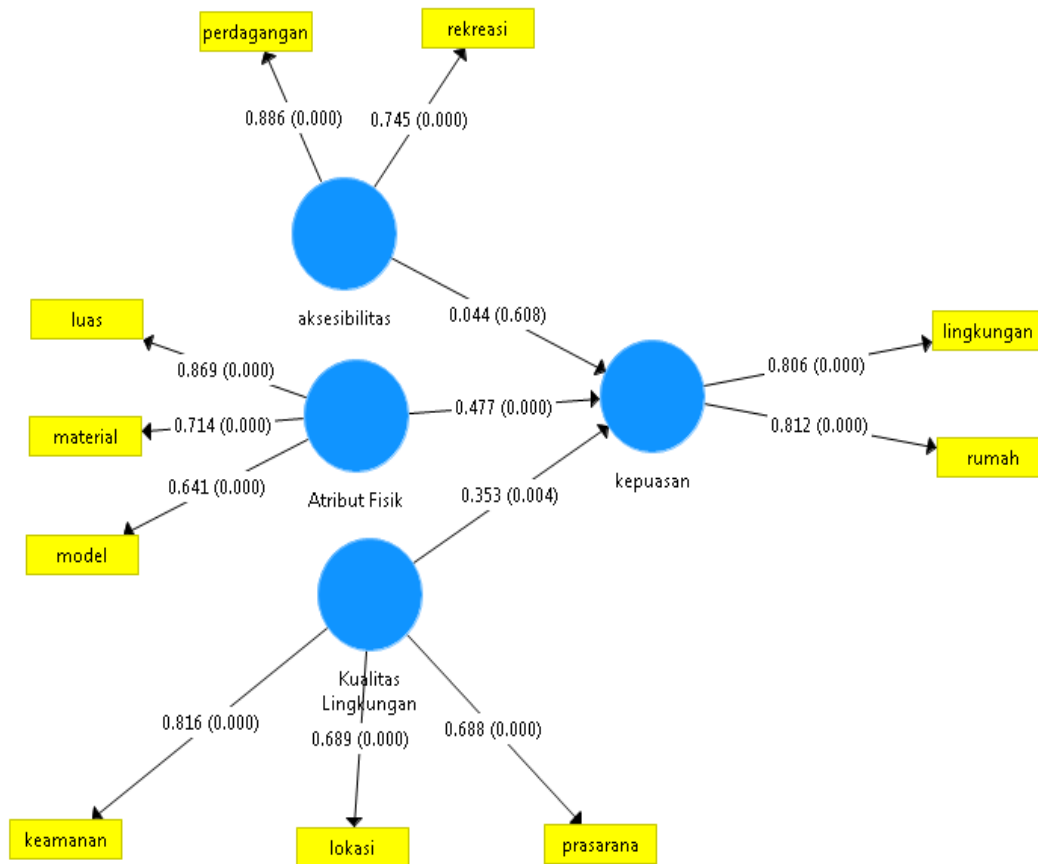 perdagangan
rekreasi
0.886 (0.000)
0.745 (0.000)
aksesibilitas
0.044 (0.608)
luas
0.869 (0.000)
material
0.714 (0.000)
model
0.641 (0.000)
Atribut Fisik
0.477 (0.000)
kepuasan
0.806 (0.000)
lingkungan
0.812 (0.000)
rumah
0.353 (0.004)
Kualitas
Lingkungan
0.816 (0.000)
0.689 (0.000)
0.688 (0.000)
keamanan
lokasi
prasarana